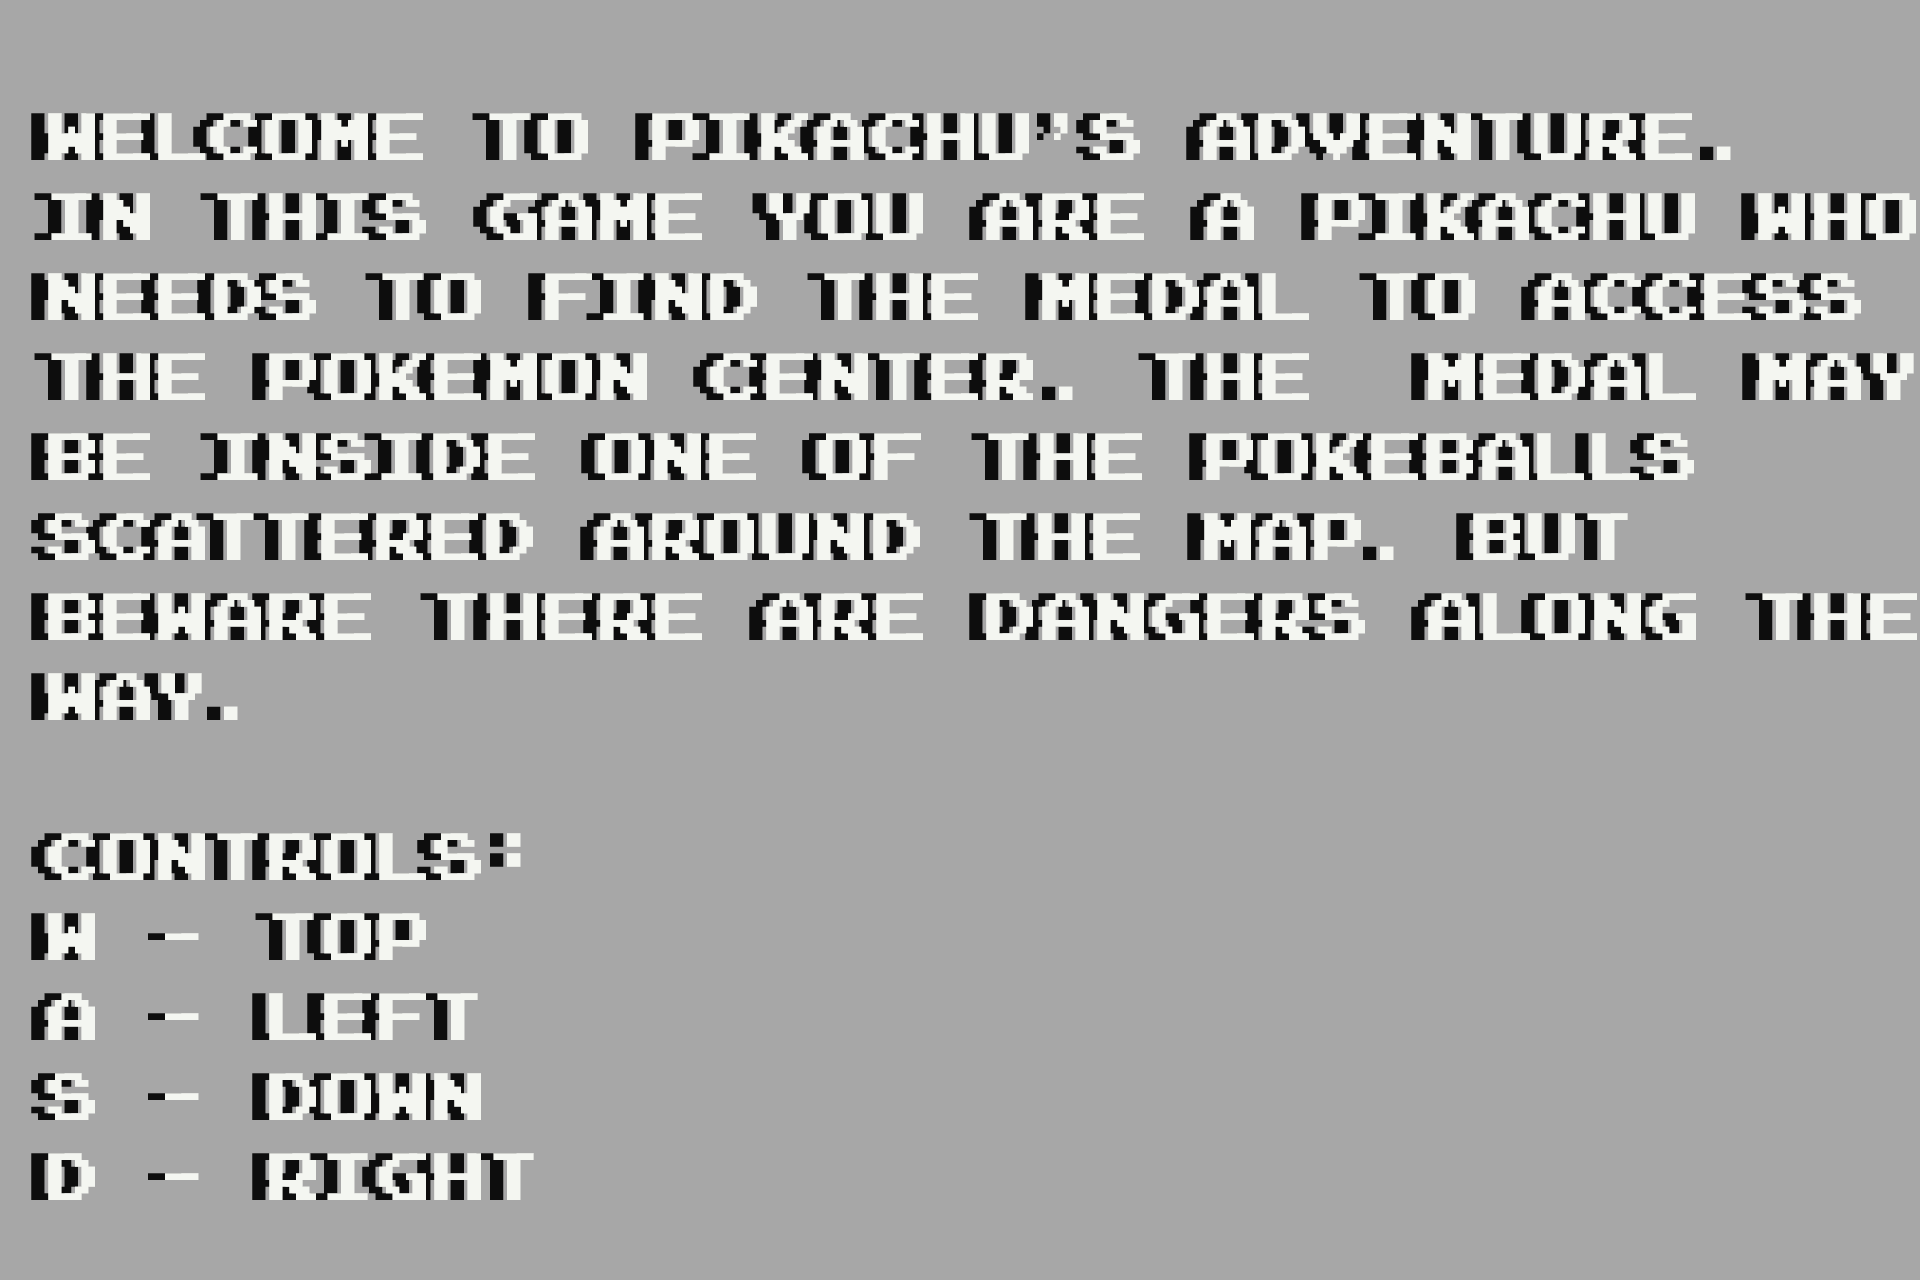 WELCOME TO PIKACHU'S ADVENTURE.
IN THIS GAME YOU ARE A PIKACHU WHO
NEEDS TO FIND THE MEDAL TO ACCESS
THE POKEMON CENTER. THE  MEDAL MAY
BE INSIDE ONE OF THE POKEBALLS
SCATTERED AROUND THE MAP. BUT
BEWARE THERE ARE DANGERS ALONG THE
WAY.
CONTROLS:
W - TOP
A - LEFT
S - DOWN
D - RIGHT